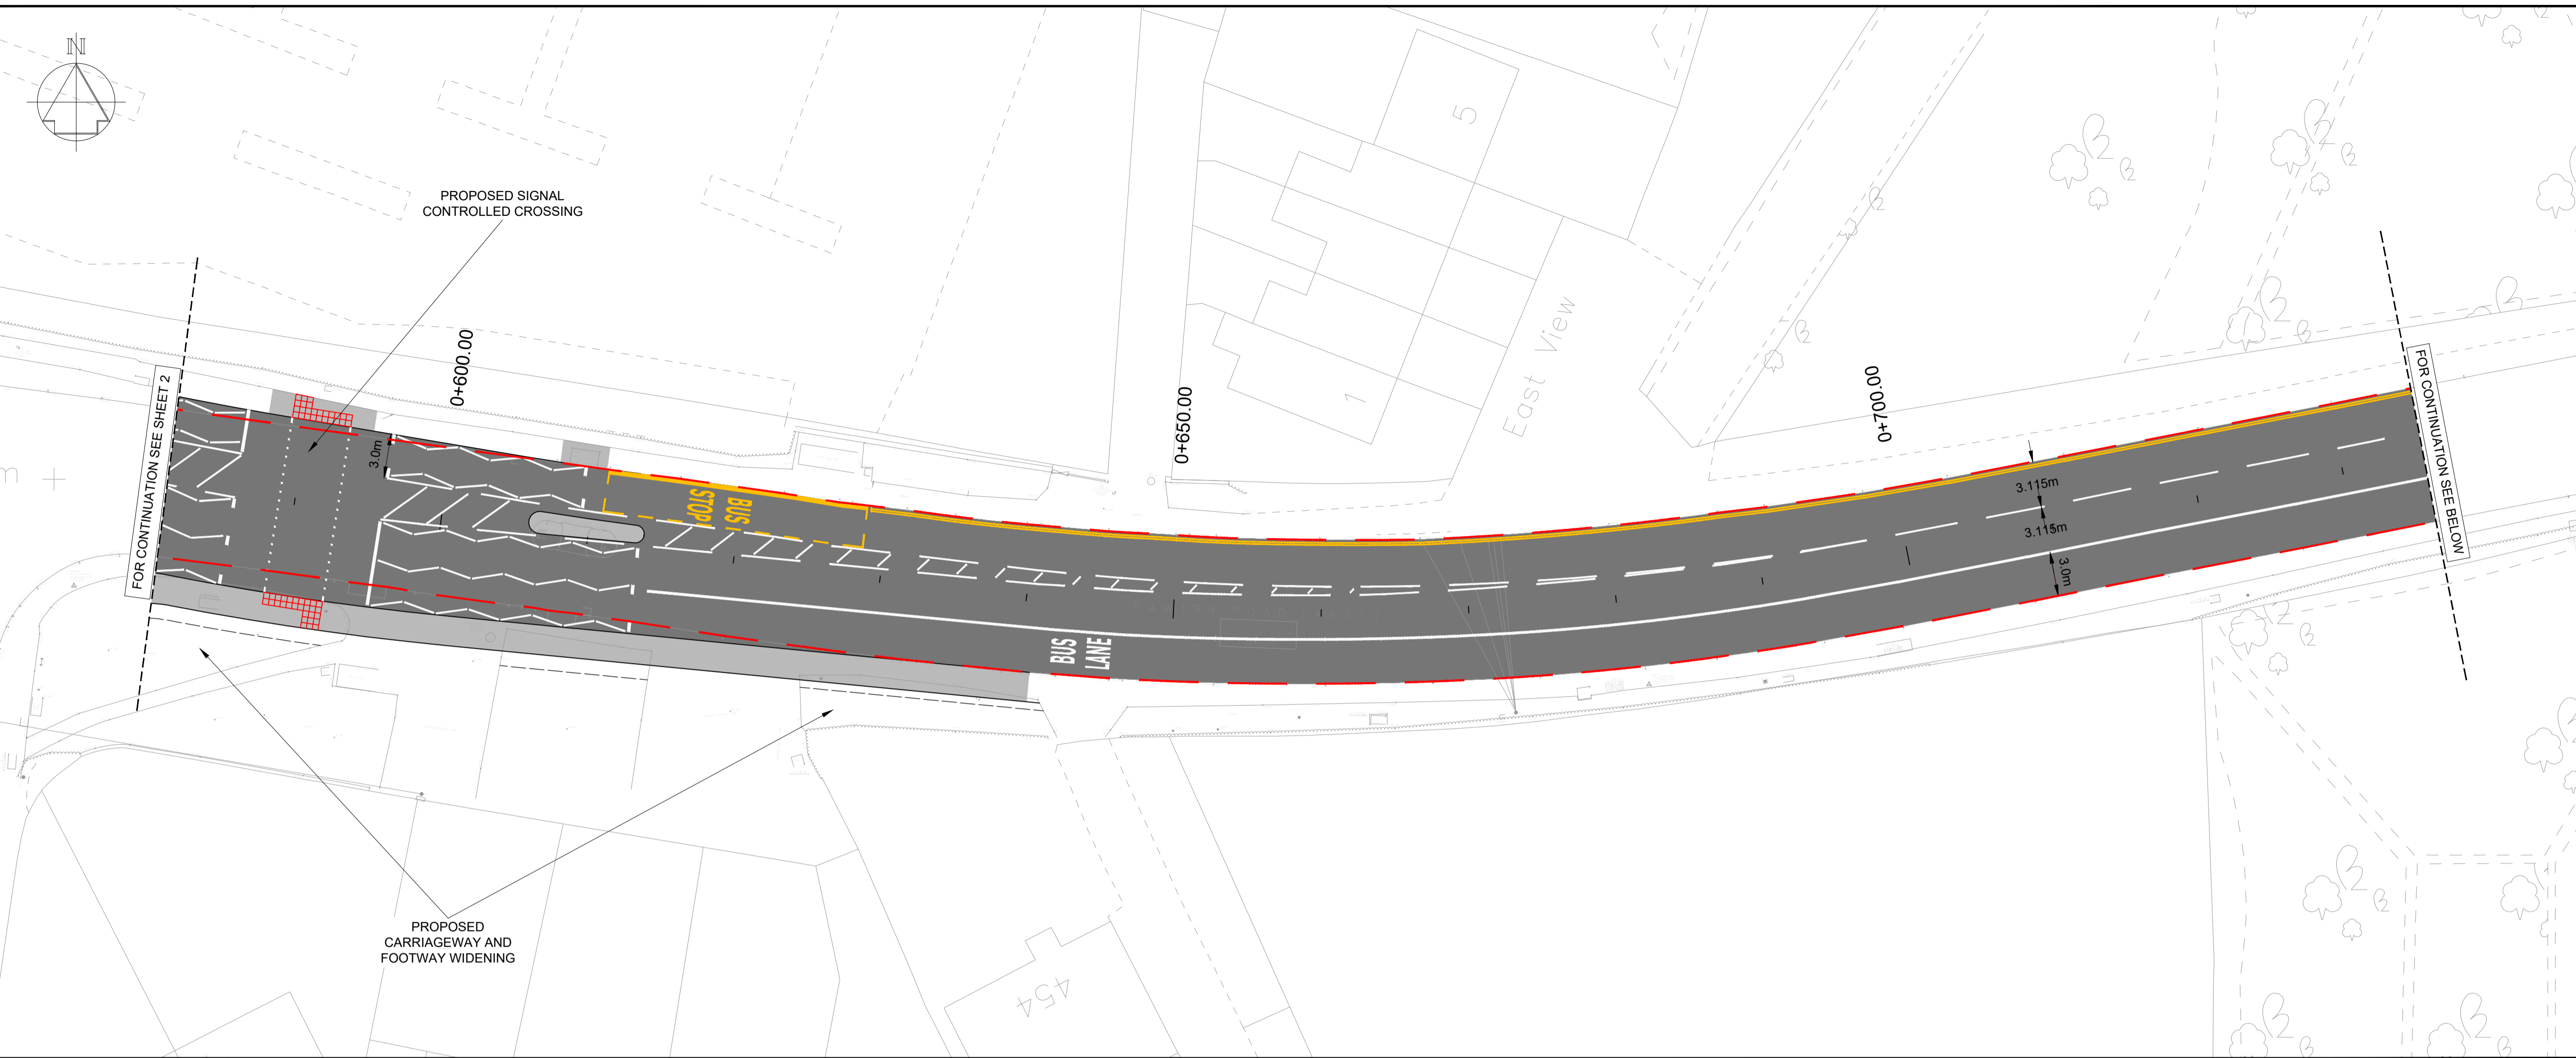 N
PROPOSED SIGNAL
CONTROLLED CROSSING
5
0+600.00
0+650.00
0+700.00
East View
1
FOR CONTINUATION SEE SHEET 2
FOR CONTINUATION SEE BELOW
3.0m
BUS
STOP
3.115m
3.115m
3.0m
BUS
LANE
m
PROPOSED
CARRIAGEWAY AND
FOOTWAY WIDENING
454